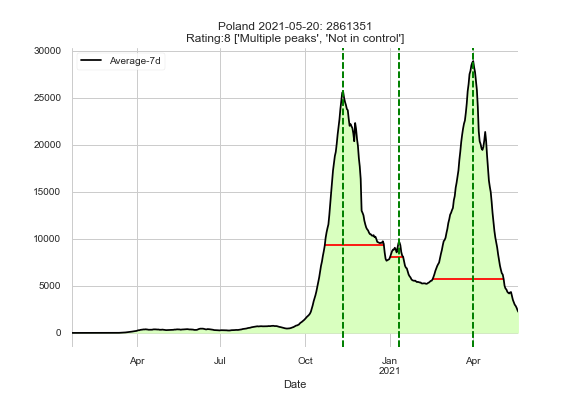 Poland 2021-05-20: 2861351
Rating:8 ['Multiple peaks', 'Not in control']
Average-7d
30000
25000
20000
15000
10000
5000
0
Apr
Jul
Oct
Jan
2021
Apr
Date